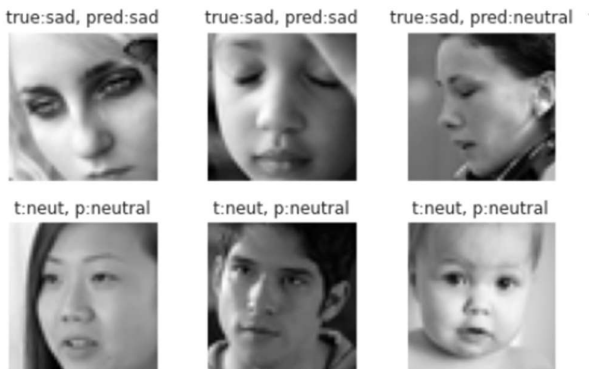 true:sad, pred:sad
true:sad, pred:sad
true:sad, pred:neutral
t:neut, p:neutral
t:neut, p:neutral
t:neut, p:neutral